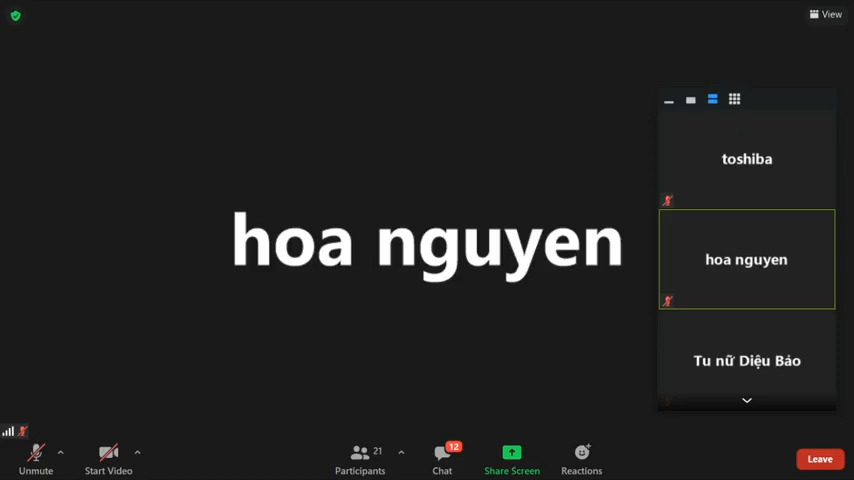 View
hoa nguyen
toshiba
hoa nguyen
Tu nữ Diệu Bảo
21
12
Unmute
Start Video
Participants
Chat
Share Screen
Reactions
Leave